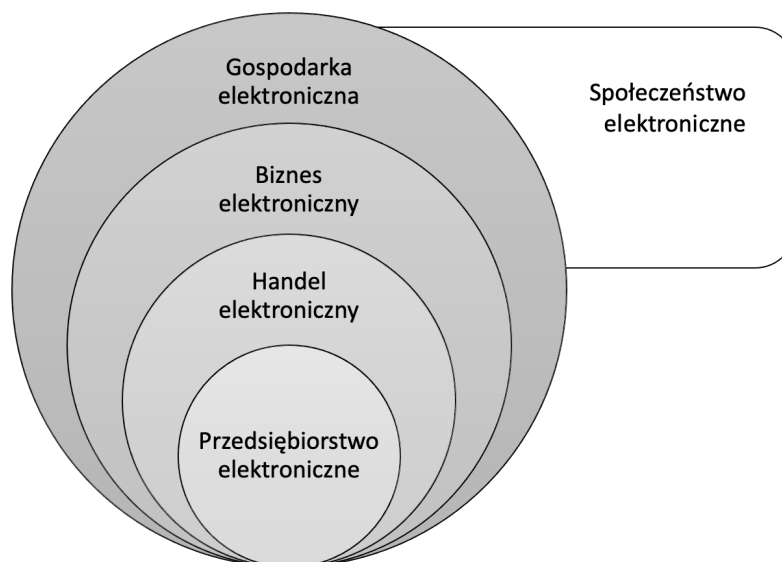 Gospodarka
elektroniczna
Społeczeństwo
elektroniczne
Biznes
elektroniczny
Handel
elektroniczny
Przedsiębiorstwo
elektroniczne